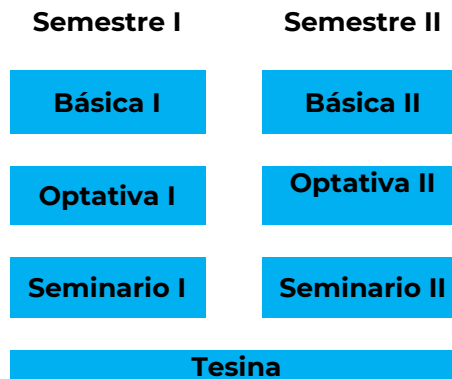 Semestre I
Semestre II
Básica I
Básica II
Optativa I
Optativa II
Seminario I
Seminario II
Tesina